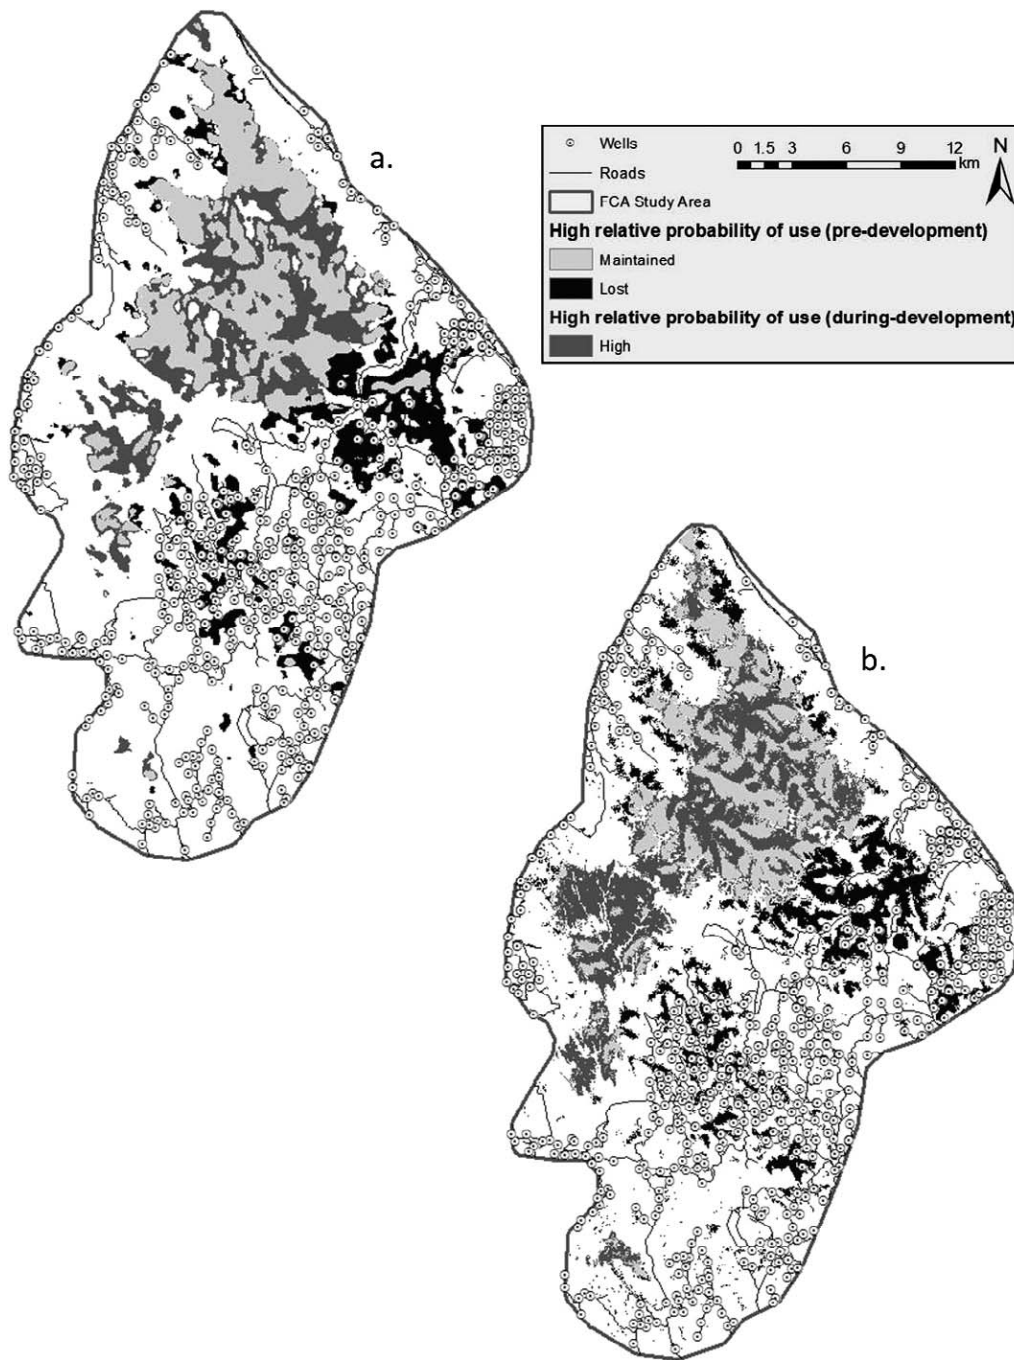 a.
Wells
0 1.5 3 6 9 12
km
N
Roads
FCA Study Area
High relative probability of use (pre-development)
Maintained
Lost
High relative probability of use (during-development)
High
b.